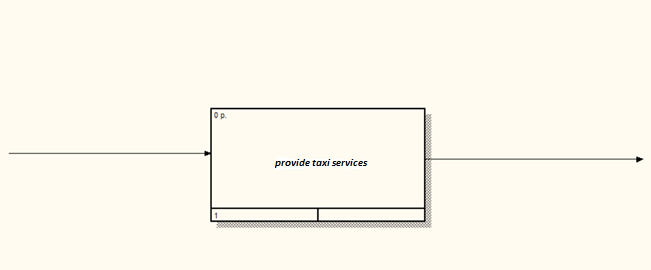 0 р.
provide taxi services
1